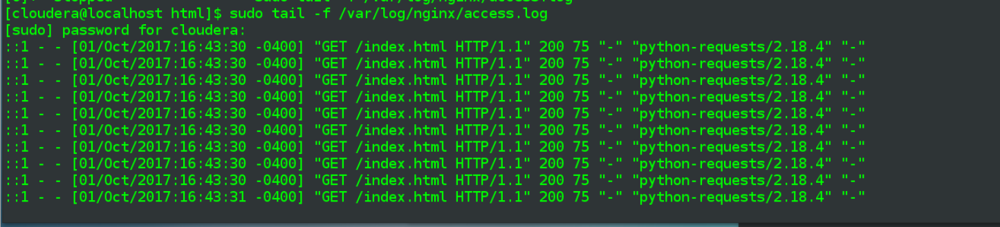 [cloudera@localhost html]$ sudo tail -f /var/log/nginx/access.log
[sudo] password for cloudera:
::1 - - [01/Oct/2017:16:43:30 -0400] "GET /index.html HTTP/1.1" 200 75 "-" "python-requests/2.18.4" "-"
::1 - - [01/Oct/2017:16:43:30 -0400] "GET /index.html HTTP/1.1" 200 75 "-" "python-requests/2.18.4" "-"
::1 - - [01/Oct/2017:16:43:30 -0400] "GET /index.html HTTP/1.1" 200 75 "-" "python-requests/2.18.4" "-"
::1 - - [01/Oct/2017:16:43:30 -0400] "GET /index.html HTTP/1.1" 200 75 "-" "python-requests/2.18.4" "-"
::1 - - [01/Oct/2017:16:43:30 -0400] "GET /index.html HTTP/1.1" 200 75 "-" "python-requests/2.18.4" "-"
::1 - - [01/Oct/2017:16:43:30 -0400] "GET /index.html HTTP/1.1" 200 75 "-" "python-requests/2.18.4" "-"
::1 - - [01/Oct/2017:16:43:30 -0400] "GET /index.html HTTP/1.1" 200 75 "-" "python-requests/2.18.4" "-"
::1 - - [01/Oct/2017:16:43:30 -0400] "GET /index.html HTTP/1.1" 200 75 "-" "python-requests/2.18.4" "-"
::1 - - [01/Oct/2017:16:43:30 -0400] "GET /index.html HTTP/1.1" 200 75 "-" "python-requests/2.18.4" "-"
::1 - - [01/Oct/2017:16:43:31 -0400] "GET /index.html HTTP/1.1" 200 75 "-" "python-requests/2.18.4" "-"